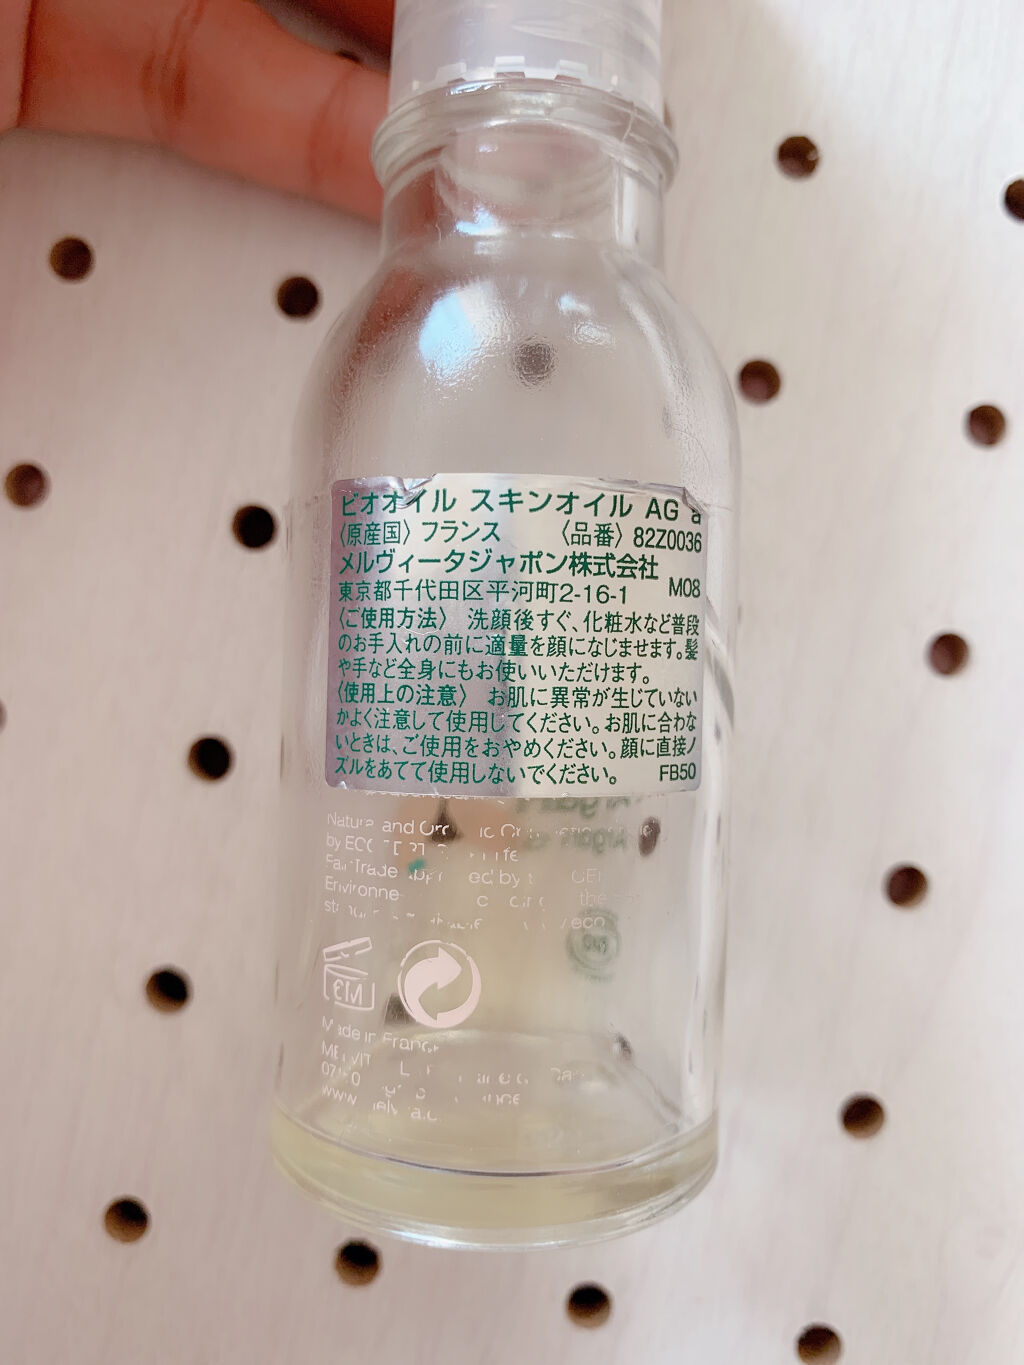 ビオオイル スキンオイル AG a
〈原産国〉フランス 〈品番〉82Z0036
メルヴィータジャポン株式会社
東京都千代田区平河町2-16-1 M08
〈ご使用方法〉 洗顔後すぐ、化粧水など普段
のお手入れの前に適量を顔になじませます。髪
や手など全身にもお使いいただけます。
〈使用上の注意〉 お肌に異常が生じていない
かよく注意して使用してください。お肌に合わな
いときは、ご使用をおやめください。顔に直接ノ
ズルをあてて使用しないでください。 FB50
and
by
by
the
Made in France